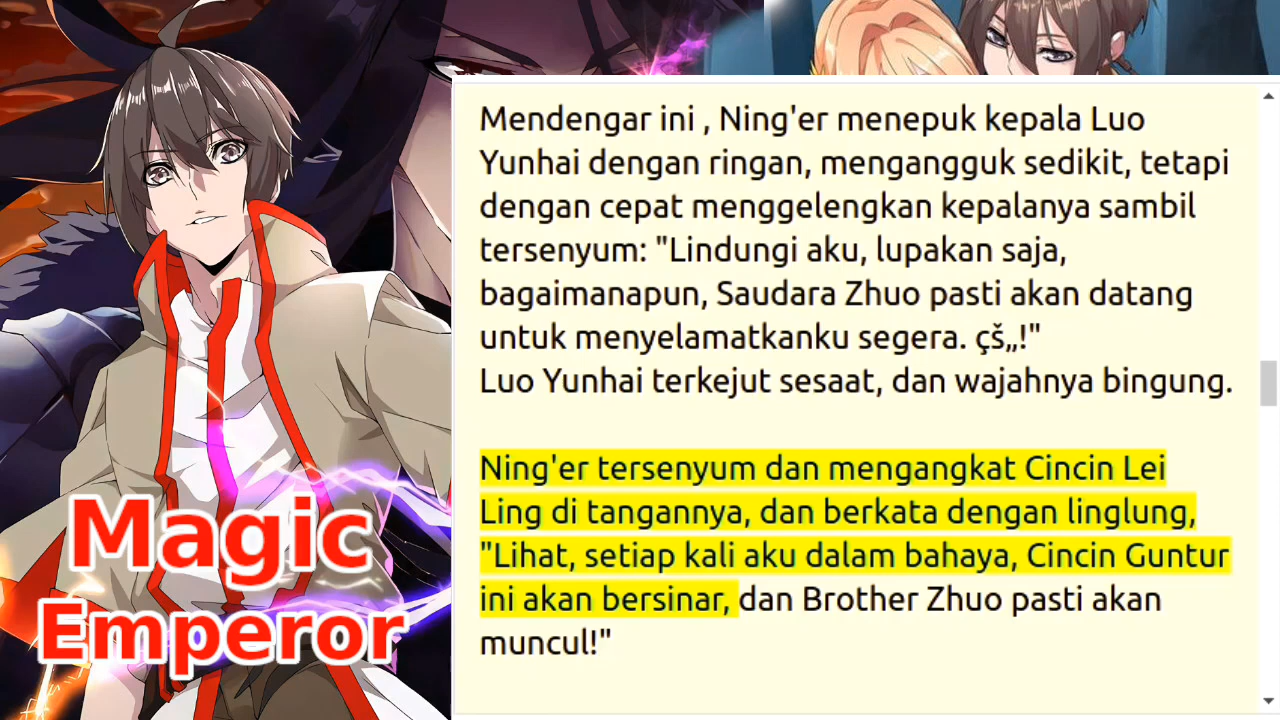 Magic
Emperor
Mendengar ini , Ning'er menepuk kepala Luo
Yunhai dengan ringan, mengangguk sedikit, tetapi
dengan cepat menggelengkan kepalanya sambil
tersenyum: "Lindungi aku, lupakan saja,
bagaimanapun, Saudara Zhuo pasti akan datang
untuk menyelamatkanku segera. çš„!"
Luo Yunhai terkejut sesaat, dan wajahnya bingung.
Ning'er tersenyum dan mengangkat Cincin Lei
Ling di tangannya, dan berkata dengan linglung,
"Lihat, setiap kali aku dalam bahaya, Cincin Guntur
ini akan bersinar, dan Brother Zhuo pasti akan
muncul!"